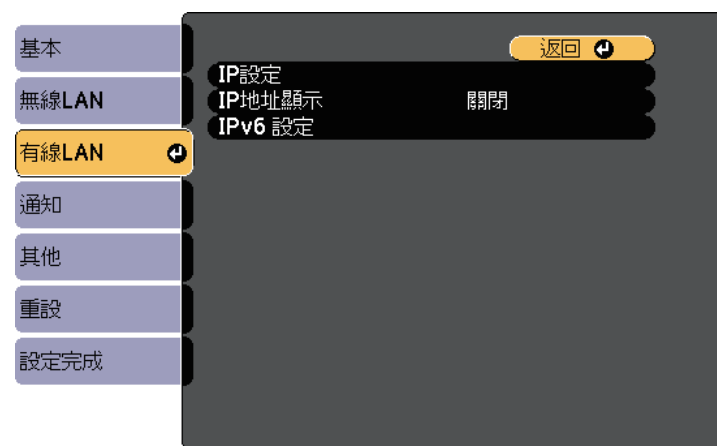 基本
無線LAN
有線LAN
通知
其他
重設
設定完成
返回
IP設定
IP地址顯示 關閉
IPv6 設定